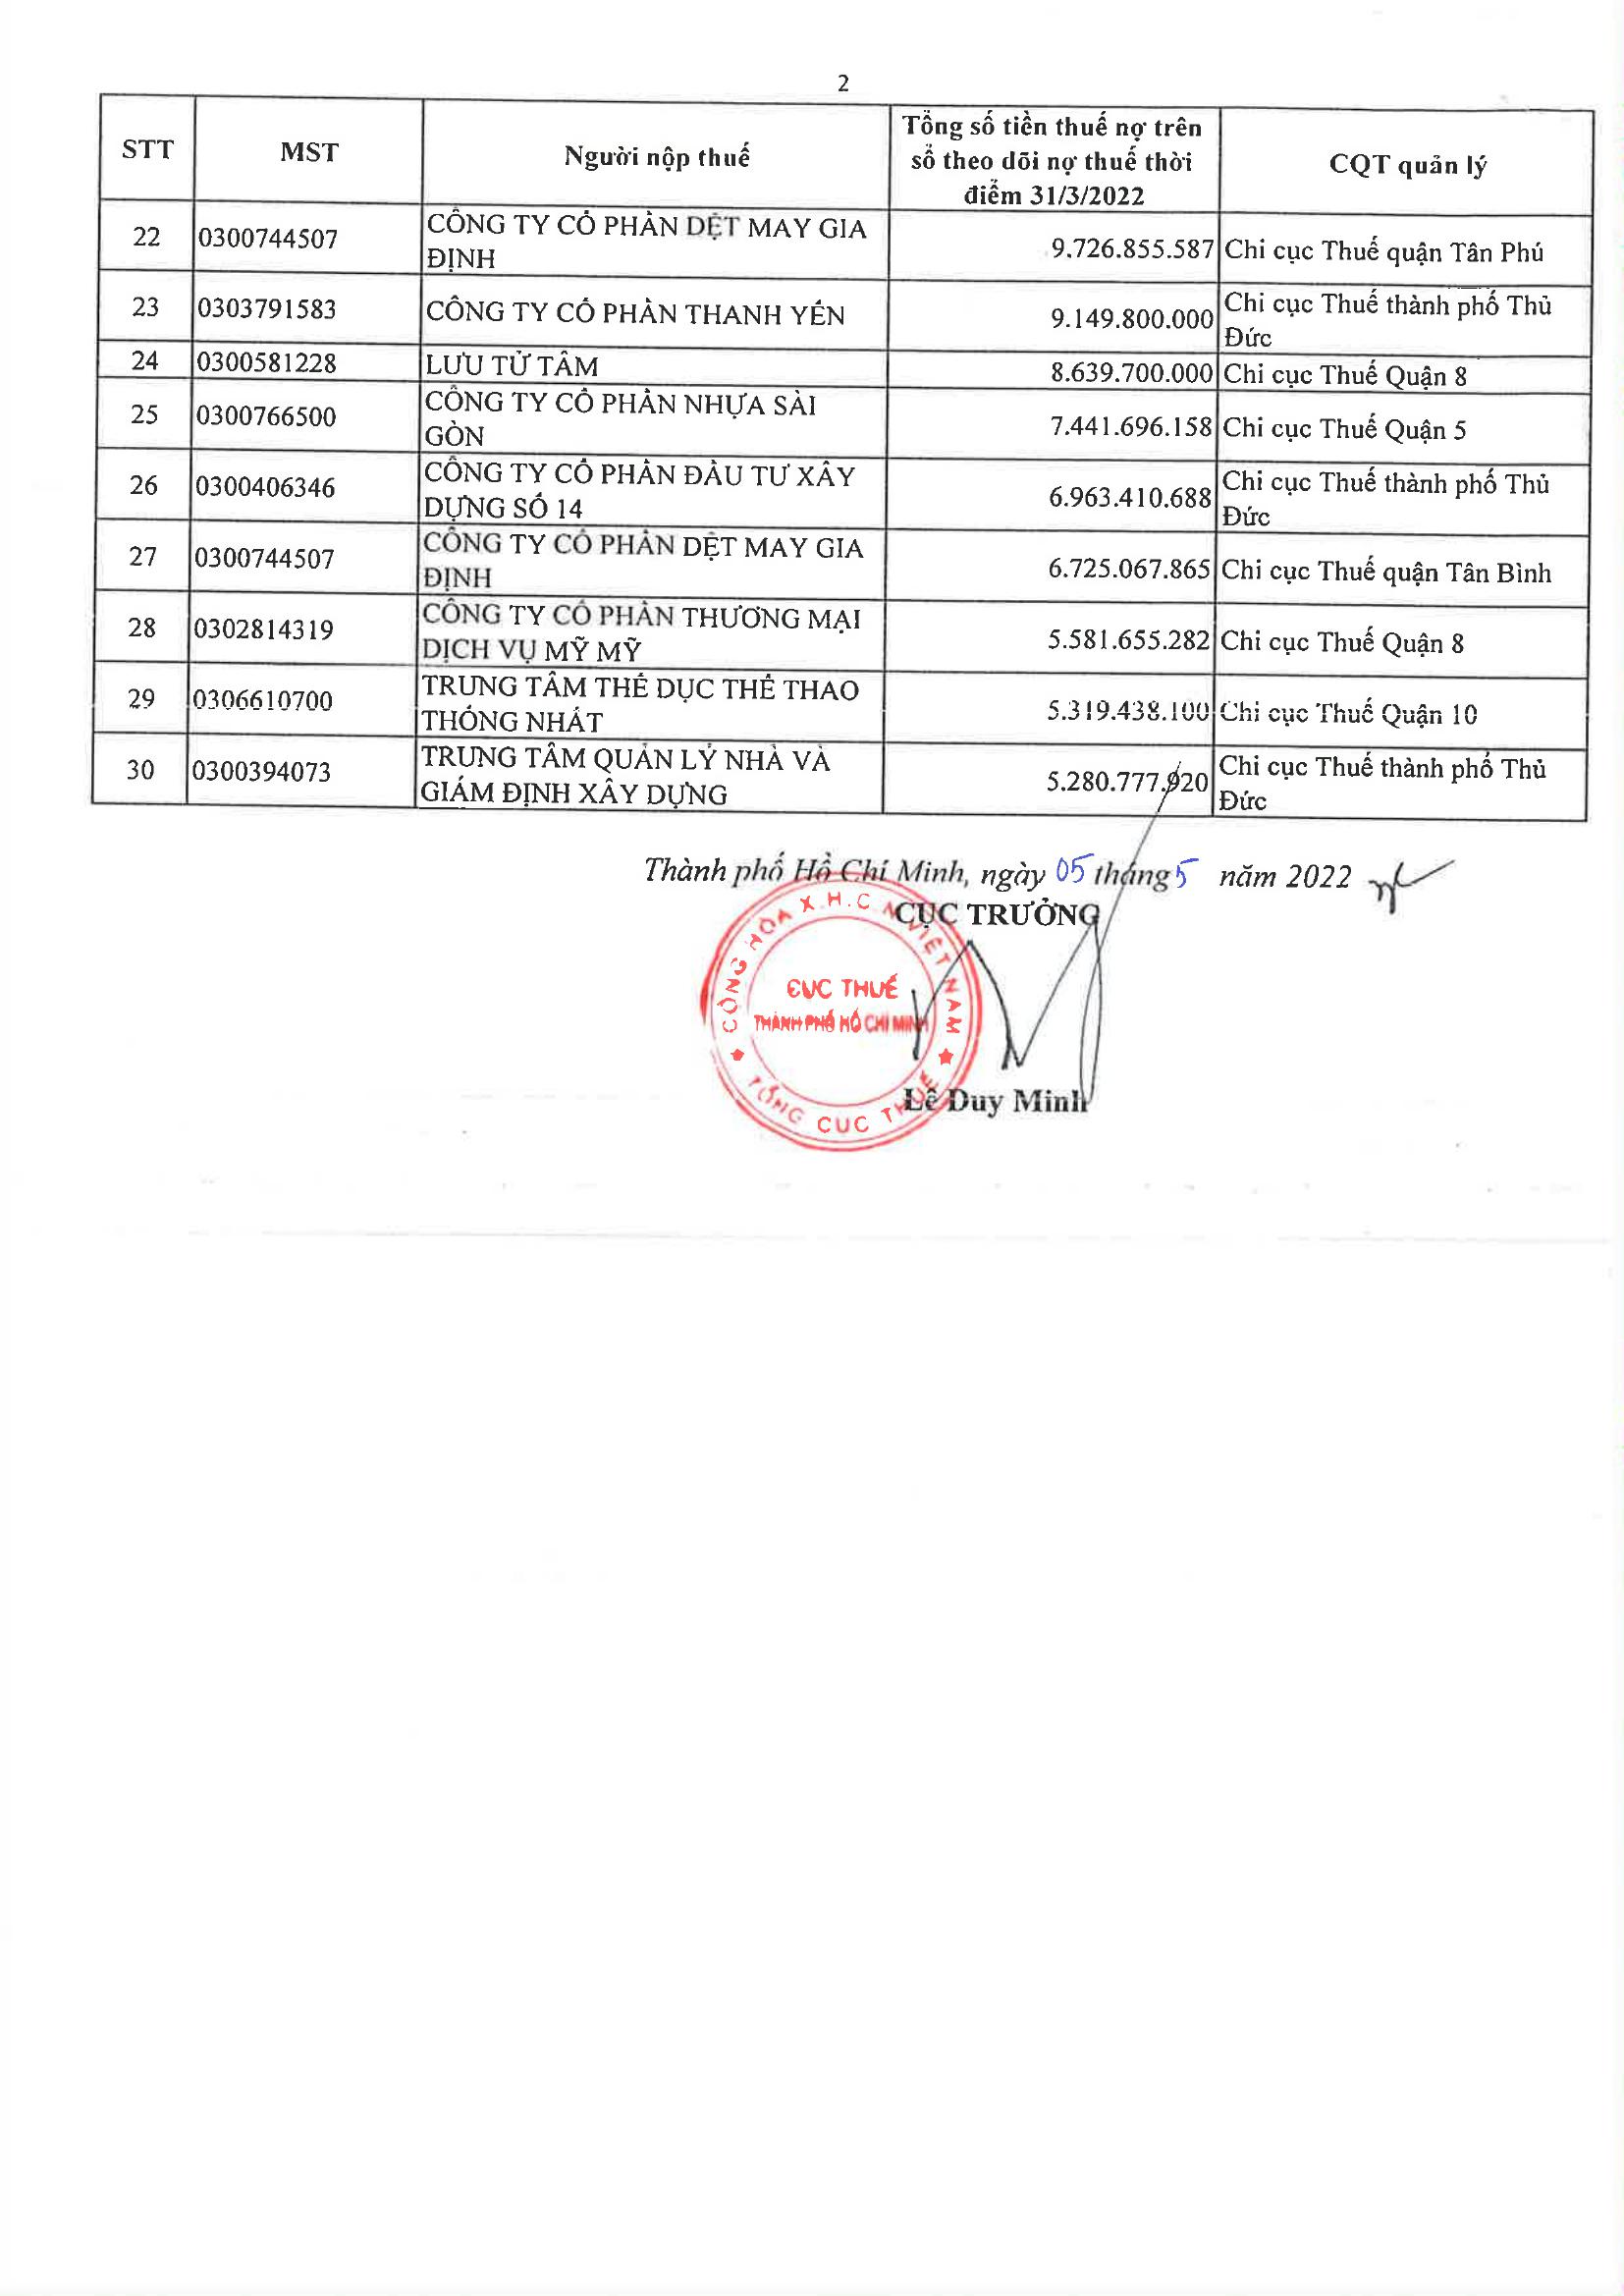 2
STT
MST
Người nộp thuế
Tổng số tiền thuế nợ trên
sổ theo dõi nợ thuế thời
điểm 31/3/2022
CQT quản lý
22
0300744507
CÔNG TY CỔ PHẦN DỆT MAY GIA
ĐỊNH
9.726.855.587
Chi cục Thuế quận Tân Phú
23
0303791583
CÔNG TY CỔ PHẦN THANH YẾN
9.149.800.000
Chi cục Thuế thành phố Thủ
Đức
24
0300581228
LƯU TỬ TÂM
8.639.700.000
Chi cục Thuế Quận 8
25
0300766500
CÔNG TY CỔ PHẦN NHỰA SÀI
GÒN
7.441.696.158
Chi cục Thuế Quận 5
26
0300406346
CÔNG TY CỔ PHẦN ĐẦU TƯ XÂY
DỰNG SỐ 14
6.963.410.688
Chi cục Thuế thành phố Thủ
Đức
27
0300744507
CÔNG TY CỔ PHẦN DỆT MAY GIA
ĐỊNH
6.725.067.865
Chi cục Thuế quận Tân Bình
28
0302814319
CÔNG TY CỔ PHẦN THƯƠNG MẠI
DỊCH VỤ MỸ MỸ
5.581.655.282
Chi cục Thuế Quận 8
29
0306610700
TRUNG TÂM THỂ DỤC THỂ THAO
THỐNG NHẤT
5.319.438.100
Chi cục Thuế Quận 10
30
0300394073
TRUNG TÂM QUẢN LÝ NHÀ VÀ
GIÁM ĐỊNH XÂY DỰNG
5.280.777.920
Chi cục Thuế thành phố Thủ
Đức
Thành phố Hồ Chí Minh, ngày 05 tháng 5 năm 2022
CỤC TRƯỞNG
CỘNG HÒA X.H.C.N VIỆT NAM
CỤC THUẾ
THÀNH PHỐ HỒ CHÍ MINH
TỔNG CỤC THUẾ
Lê Duy Minh